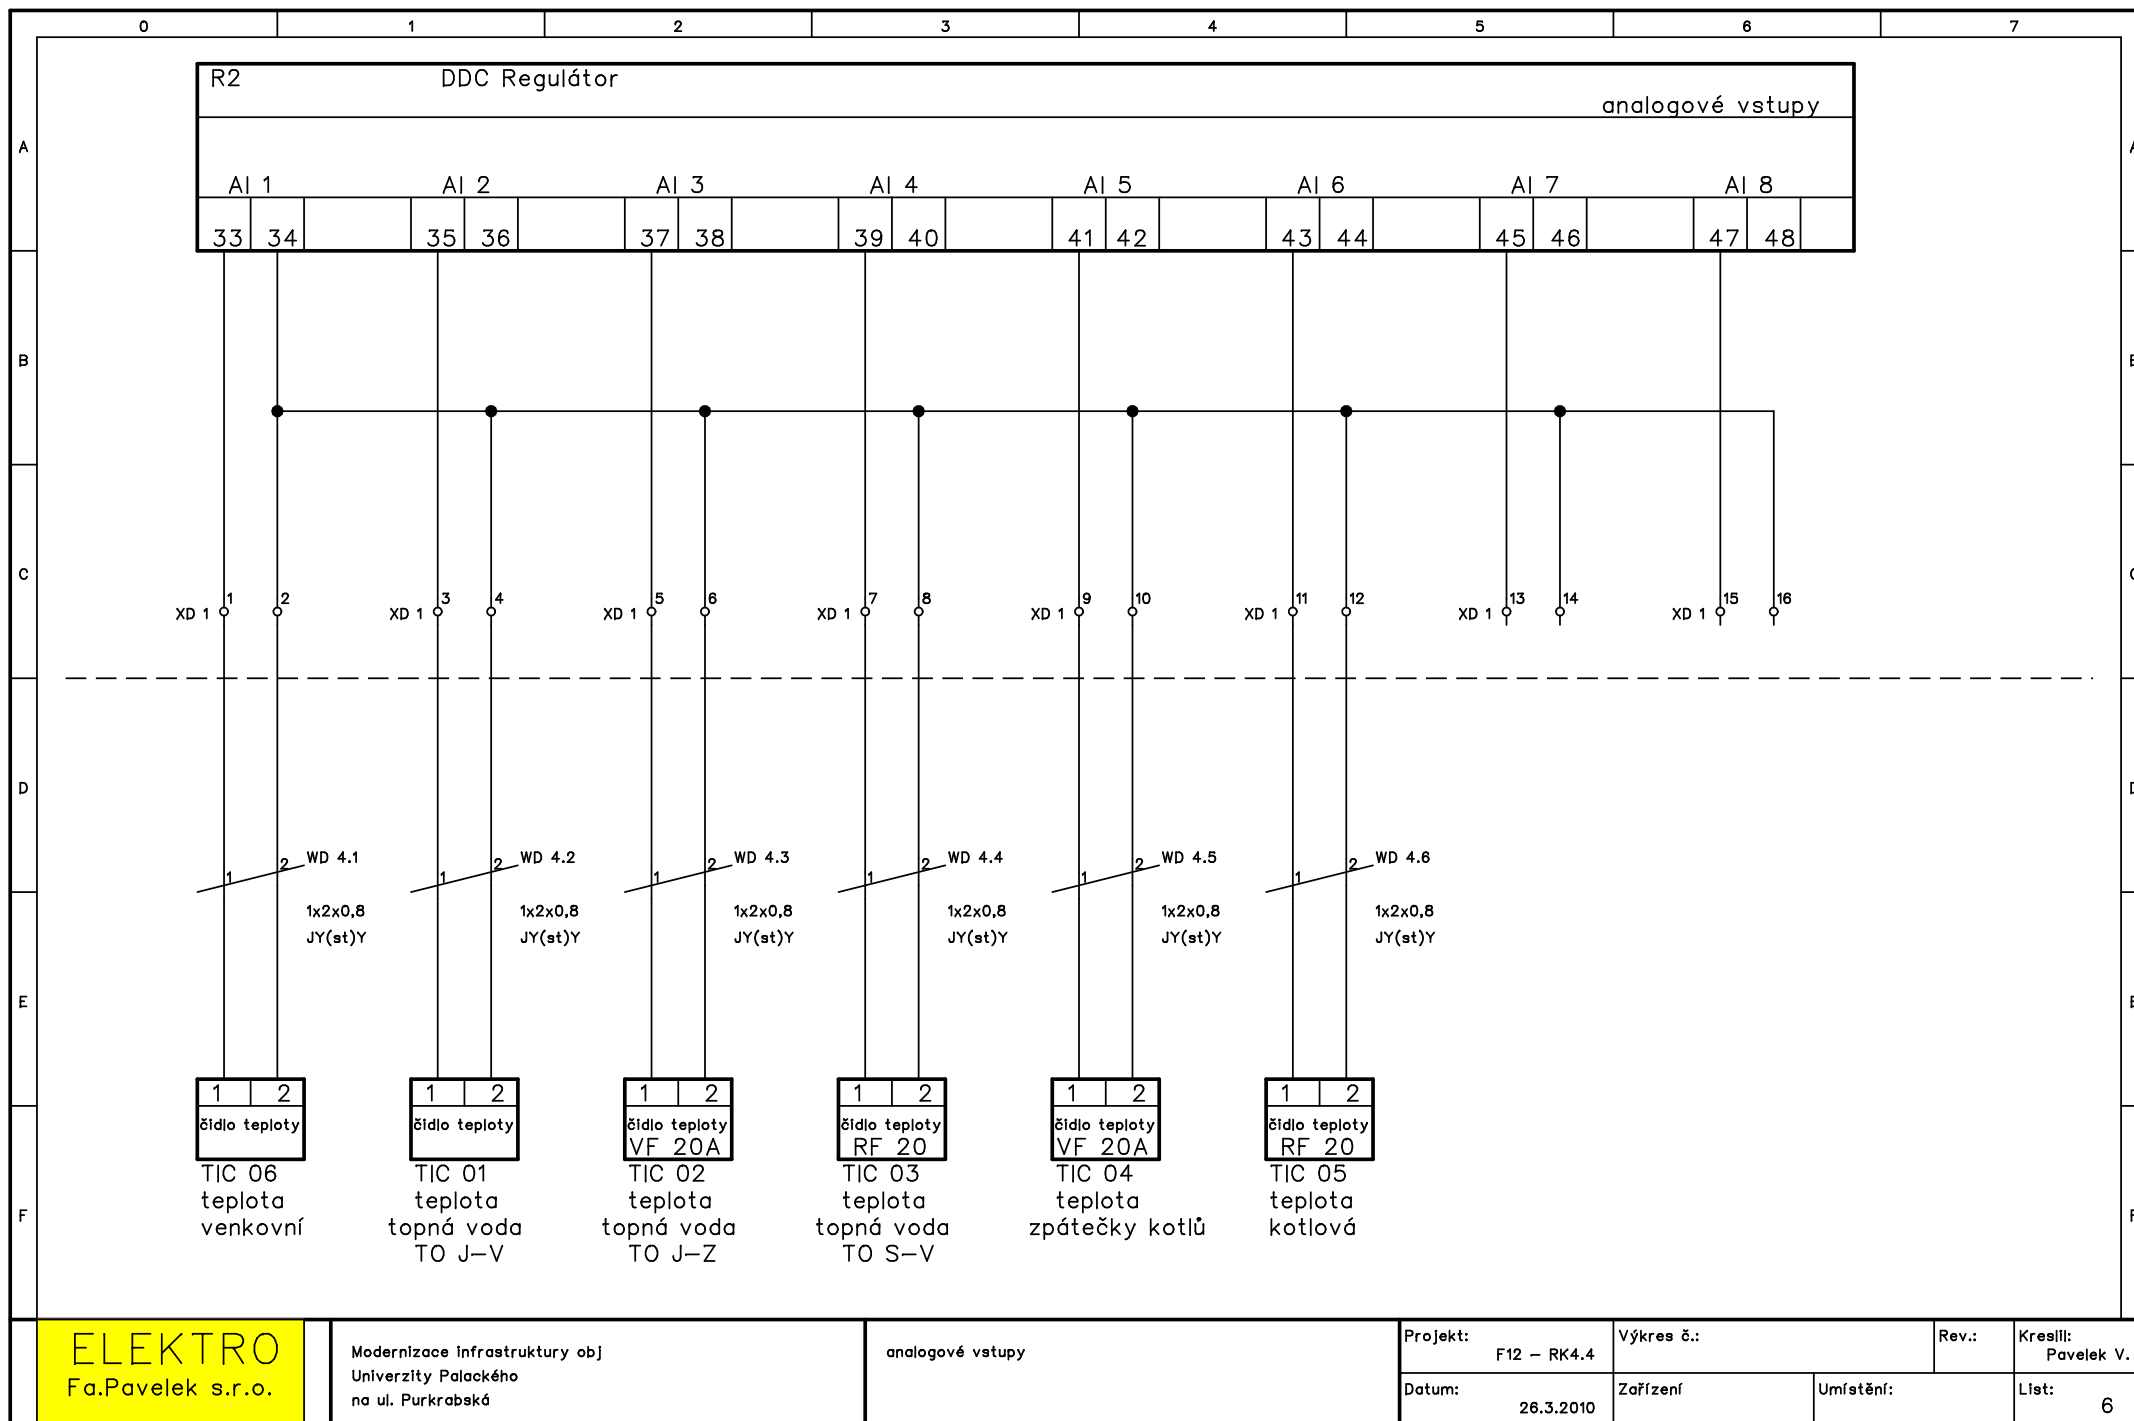 0 1 2 3 4 5 6 7
R2 DDC Regulátor
analogové vstupy
A A
AI 1 AI 2 AI 3 AI 4 AI 5 AI 6 AI 7 AI 8
33 34 35 36 37 38 39 40 41 42 43 44 45 46 47 48
B
C
XD 1 1 2 XD 1 3 4 XD 1 5 6 XD 1 7 8 XD 1 9 10 XD 1 11 12 XD 1 13 14 XD 1 15 16
D
1 2 WD 4.1 1 2 WD 4.2 1 2 WD 4.3 1 2 WD 4.4 1 2 WD 4.5 1 2 WD 4.6
1x2x0,8 1x2x0,8 1x2x0,8 1x2x0,8 1x2x0,8 1x2x0,8
JY(st)Y JY(st)Y JY(st)Y JY(st)Y JY(st)Y JY(st)Y
E
1 2 1 2 1 2 1 2 1 2 1 2
čidlo teploty čidlo teploty čidlo teploty čidlo teploty čidlo teploty čidlo teploty
VF 20A RF 20 VF 20A RF 20
TIC 06 TIC 01 TIC 02 TIC 03 TIC 04 TIC 05
teplota teplota teplota teplota teplota teplota
F
venkovní topná voda topná voda topná voda zpátečky kotlů kotlová
TO J-V TO J-Z TO S-V
ELEKTRO
Fa.Pavelek s.r.o.
Modernizace infrastruktury obj
Univerzity Palackého
na ul. Purkrabská
analogové vstupy
Projekt:
F12 - RK4.4
Výkres č.:
Rev.:
Kreslil:
Pavelek V.
Datum:
26.3.2010
Zařízení
Umístění:
List:
6